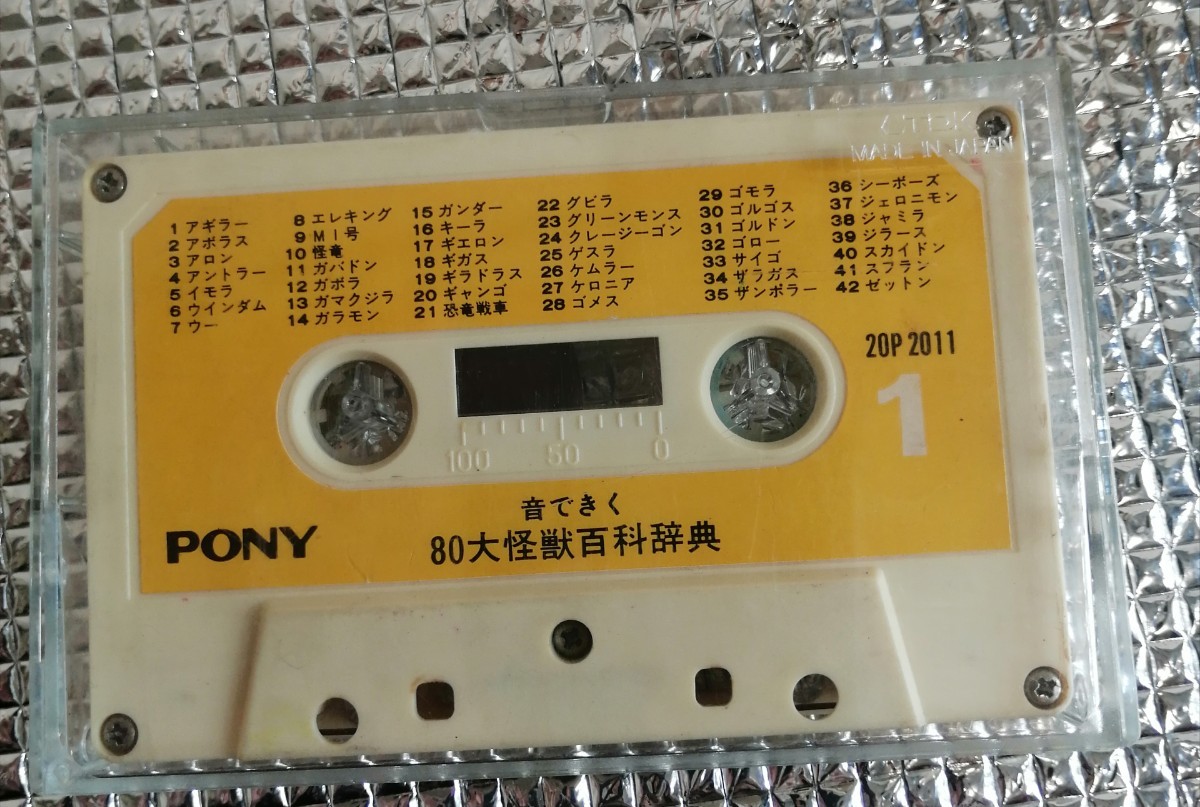 MADE IN JAPAN
1 アギラー
2 アボラス
3 アロン
4 アントラー
5 イモラ
6 ウインダム
7 ウー
8 エレキング
9 M1号
10 怪竜
11 ガバドン
12 ガボラ
13 ガマクジラ
14 ガラモン
15 ガンダー
16 キーラ
17 ギエロン
18 ギガス
19 ギラドラス
20 ギャンゴ
21 恐竜戦車
22 グビラ
23 グリーンモンス
24 クレージーゴン
25 ゲスラ
26 ケムラー
27 ケロニア
28 ゴメス
29 ゴモラ
30 ゴルゴス
31 ゴルドン
32 ゴロー
33 サイゴ
34 ザラガス
35 ザンボラー
36 シーボーズ
37 ジェロニモン
38 ジャミラ
39 ジラース
40 スカイドン
41 スフラン
42 ゼットン
20P 2011
1
100 50 0
音できく
PONY
80大怪獣百科辞典